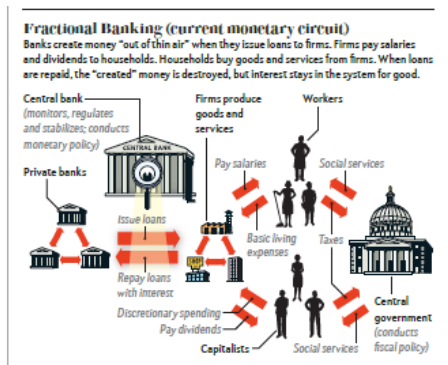 Fractional Banking (current monetary circuit)
Banks create money “out of thin air” when they issue loans to firms. Firms pay salaries
and dividends to households. Households buy goods and services from firms. When loans
are repaid, the “created” money is destroyed, but interest stays in the system for good.
Central bank
(monitors, regulates
and stabilizes; conducts
monetary policy)
Firms produce
goods and
services
Workers
CENTRAL BANK
Private banks
Pay salaries
Social services
Issue loans
Basic living
expenses
Taxes
Repay loans
with interest
Discretionary spending
Pay dividends
Capitalists
Social services
Central
government
(conducts
fiscal policy)